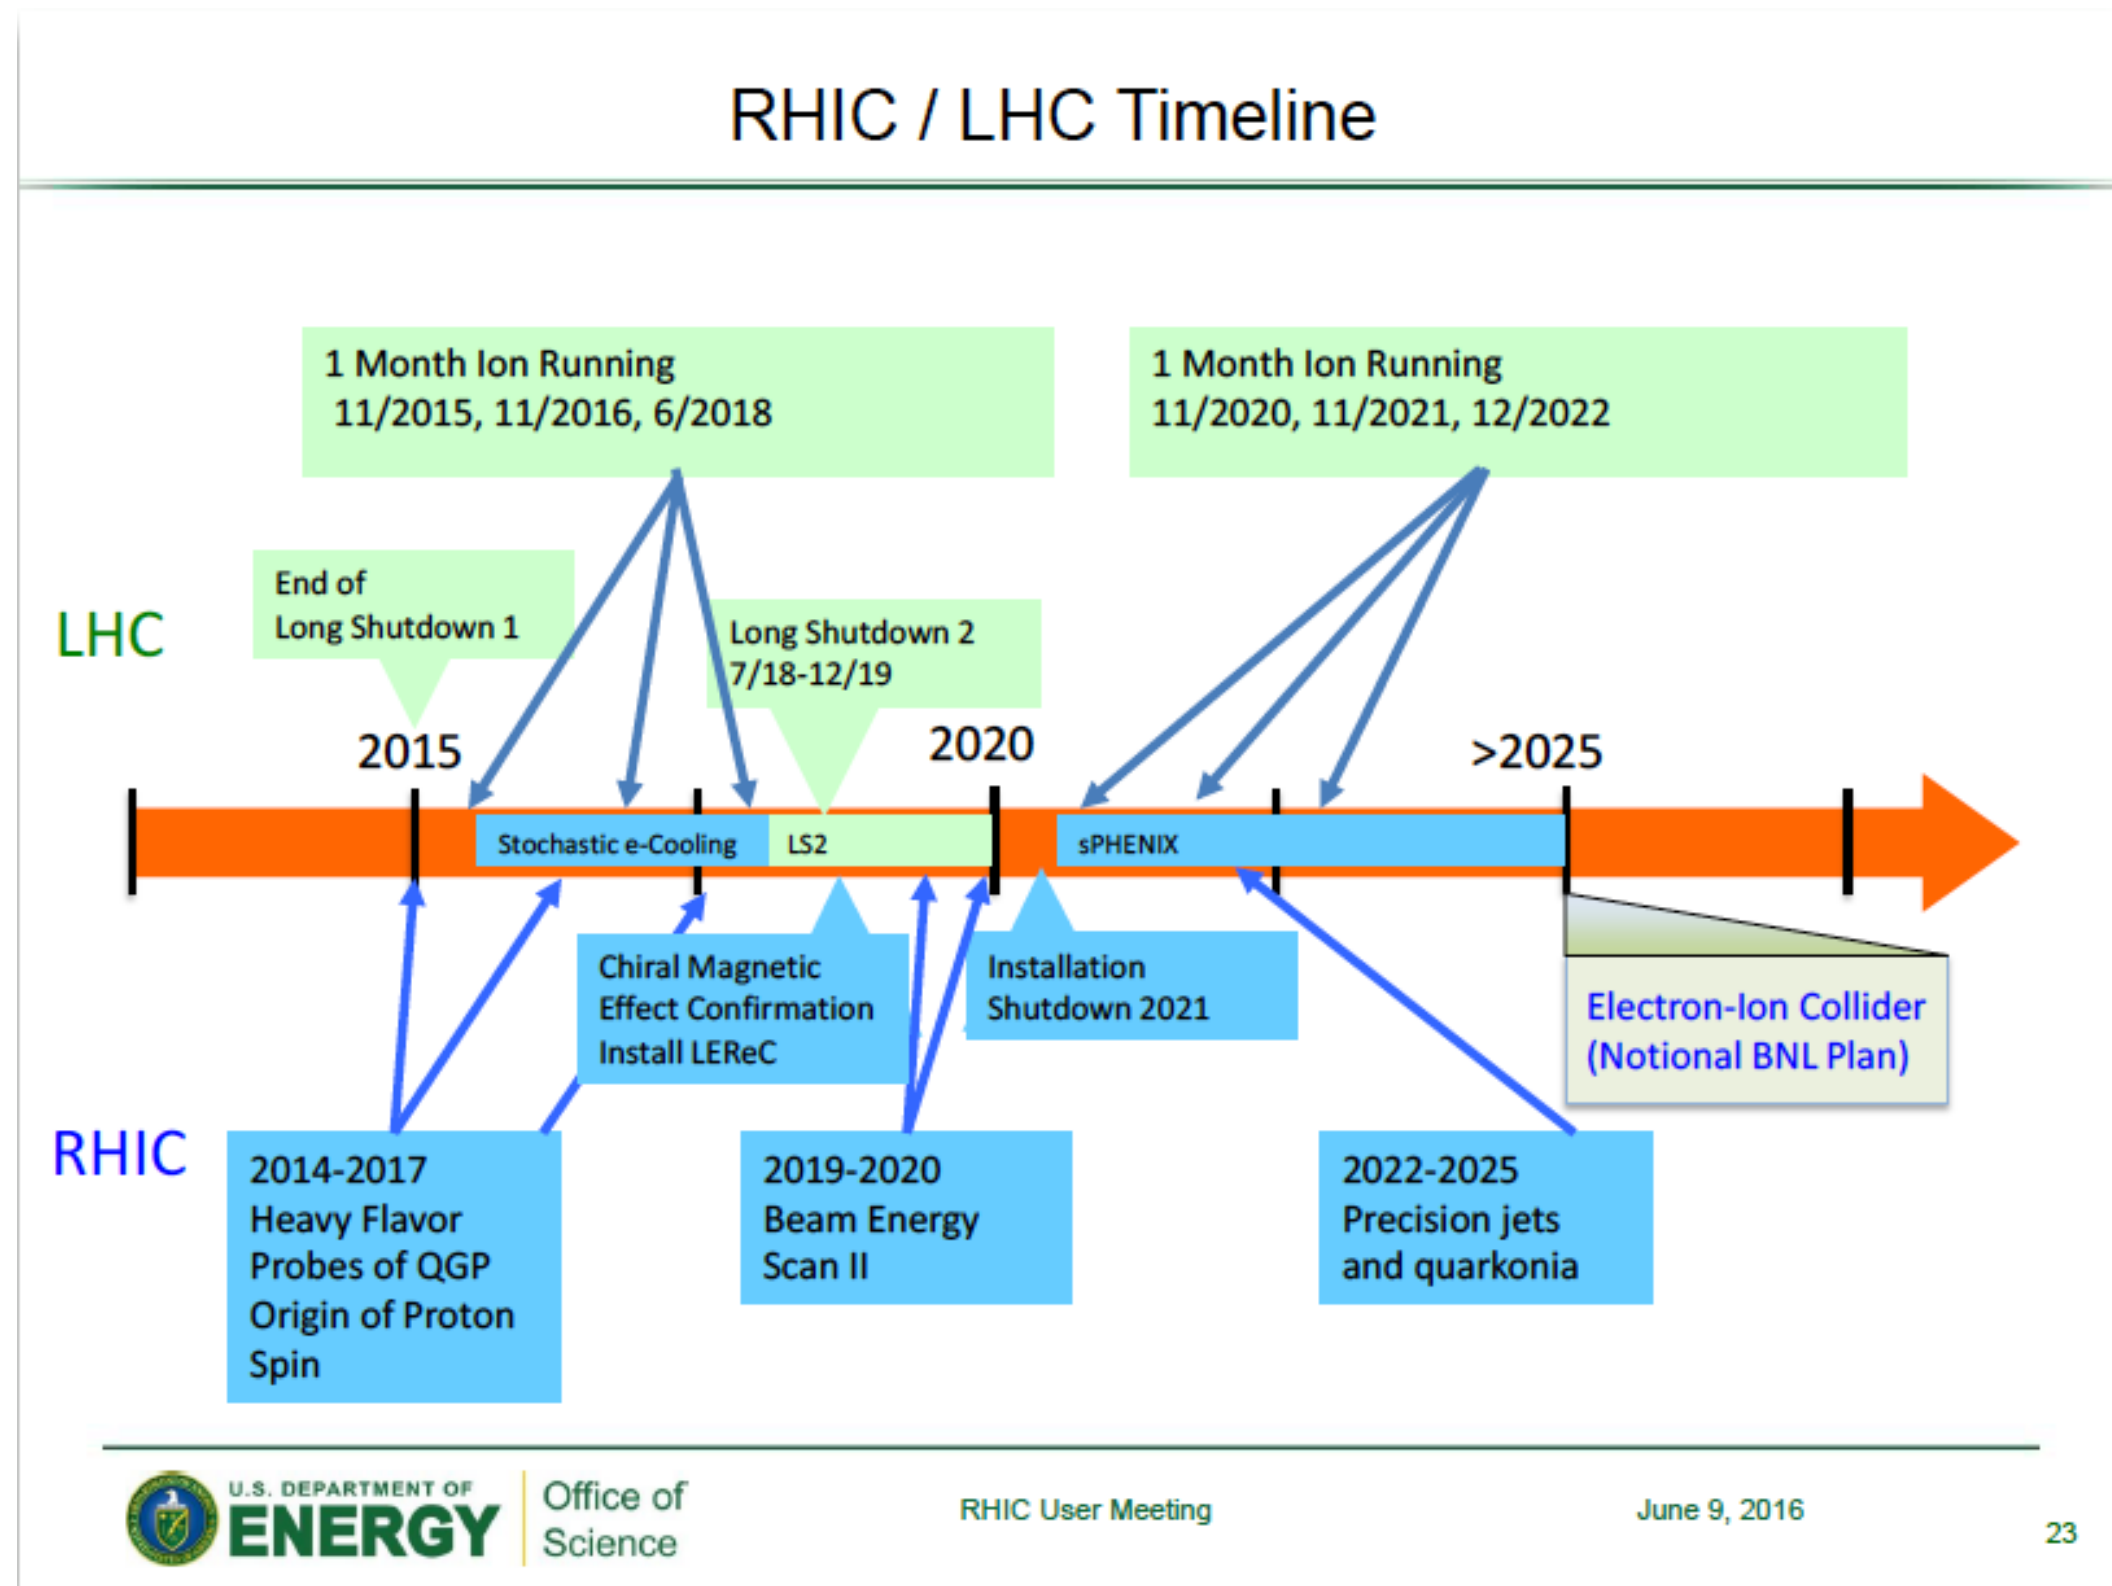 RHIC / LHC Timeline
1 Month Ion Running
11/2015, 11/2016, 6/2018
1 Month Ion Running
11/2020, 11/2021, 12/2022
End of
Long Shutdown 1
LHC
Long Shutdown 2
7/18-12/19
2015
2020
>2025
Stochastic e-Cooling
LS2
sPHENIX
Chiral Magnetic
Effect Confirmation
Install LEReC
Installation
Shutdown 2021
Electron-Ion Collider
(Notional BNL Plan)
RHIC
2014-2017
Heavy Flavor
Probes of QGP
Origin of Proton
Spin
2019-2020
Beam Energy
Scan II
2022-2025
Precision jets
and quarkonia
U.S. DEPARTMENT OF
ENERGY
Office of
Science
RHIC User Meeting
June 9, 2016
23